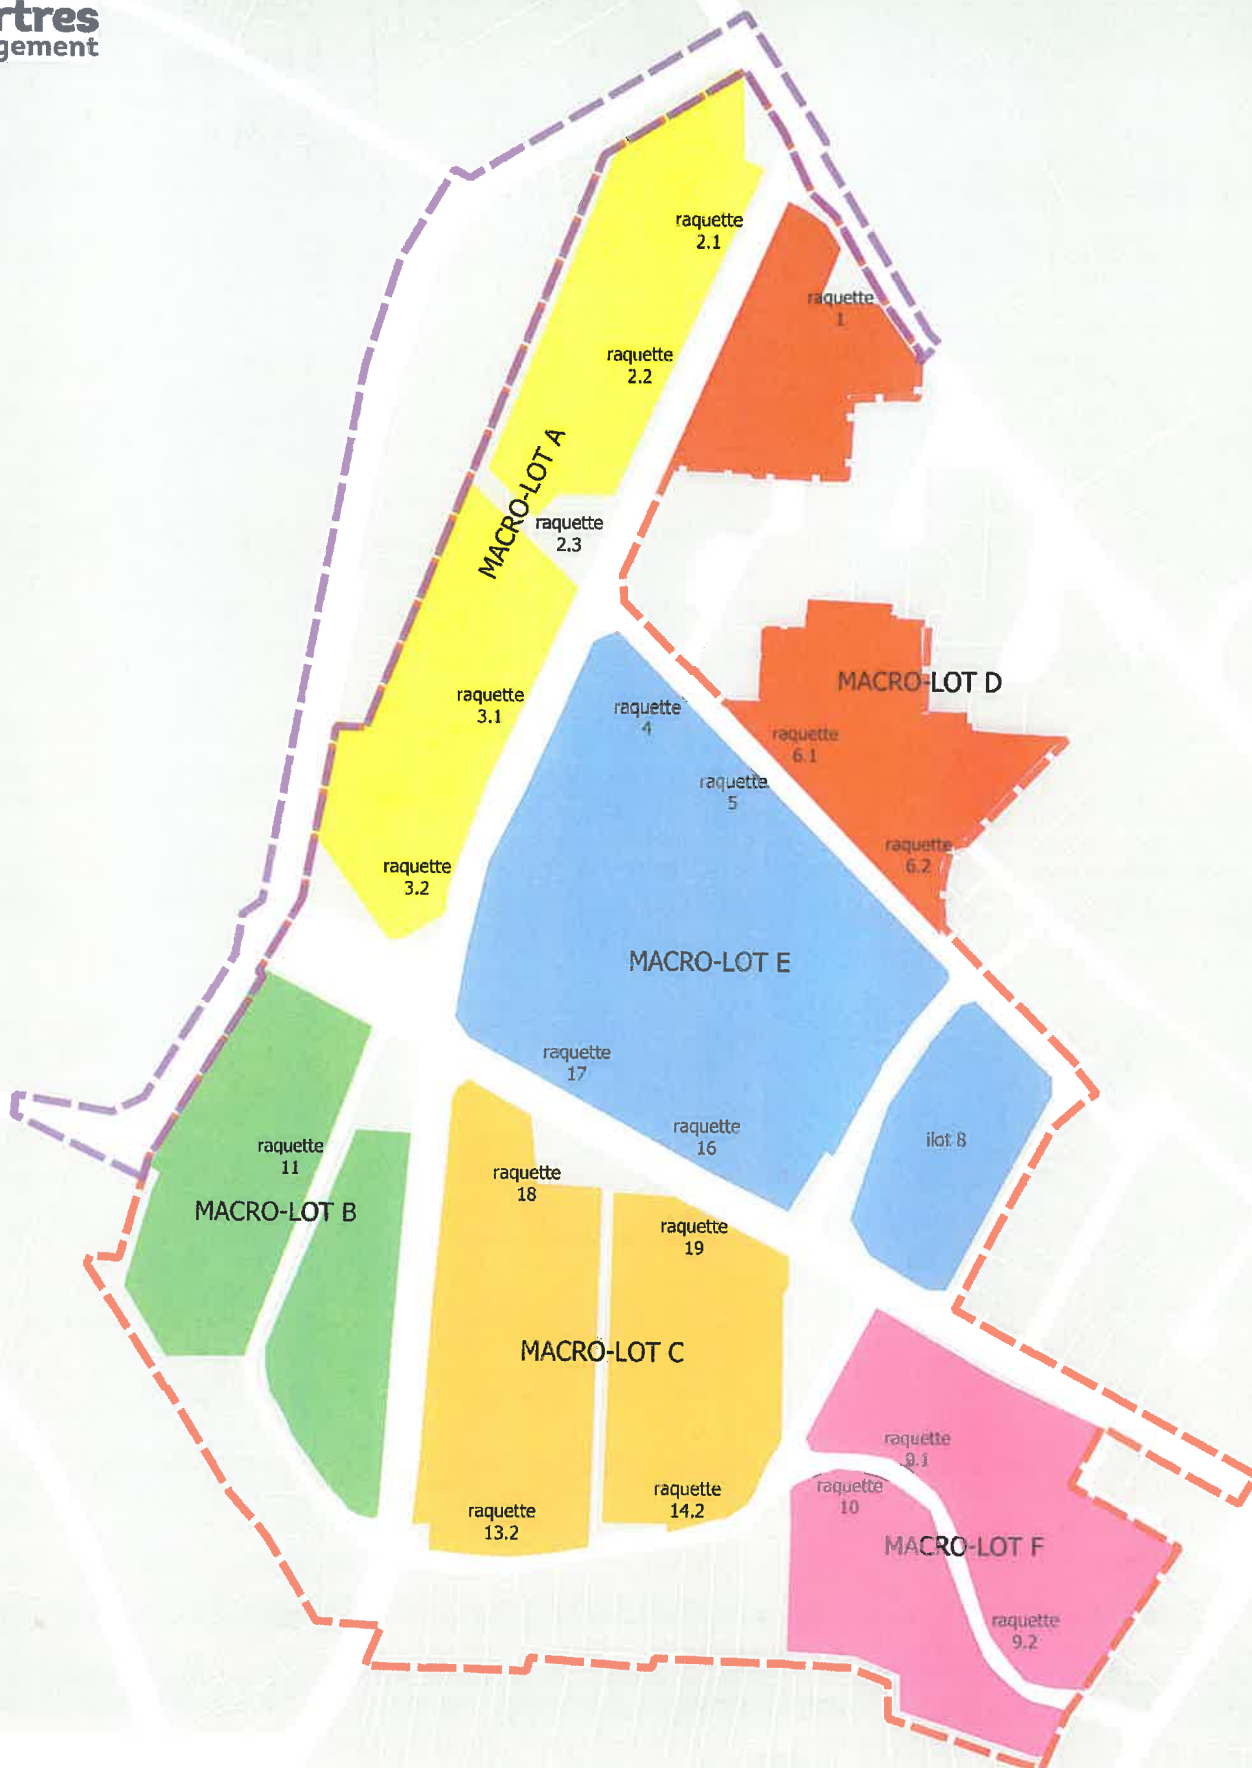 rtres
gement
raquette
2.1
raquette
1
raquette
2.2
MACRO-LOT A
raquette
2.3
MACRO-LOT D
raquette
3.1
raquette
4
raquette
6.1
raquette
5
raquette
6.2
raquette
3.2
MACRO-LOT E
raquette
17
raquette
16
ilot 8
raquette
11
raquette
18
MACRO-LOT B
raquette
19
MACRO-LOT C
raquette
9.1
raquette
10
raquette
14.2
raquette
13.2
MACRO-LOT F
raquette
9.2